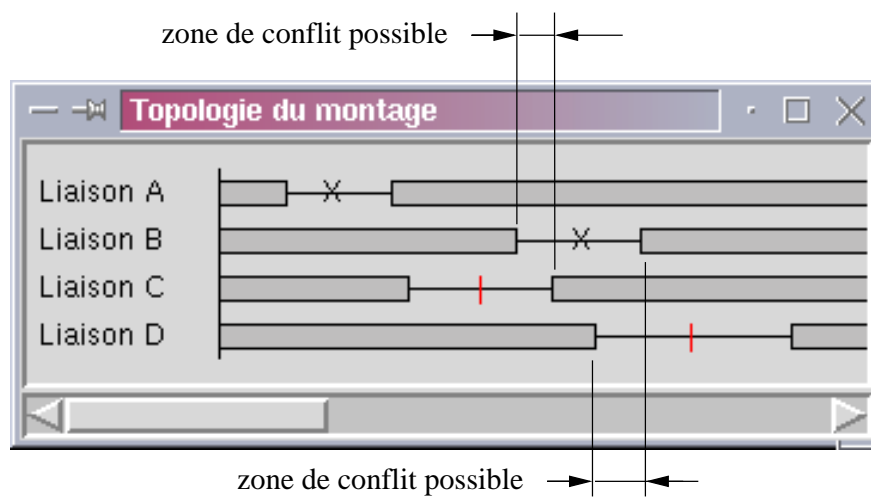 zone de conflit possible
Topologie du montage
Liaison A
Liaison B
Liaison C
Liaison D
zone de conflit possible